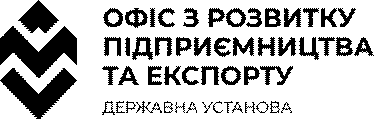 ОФІС З РОЗВИТКУ
ПІДПРИЄМНИЦТВА
ТА ЕКСПОРТУ
ДЕРЖАВНА УСТАНОВА